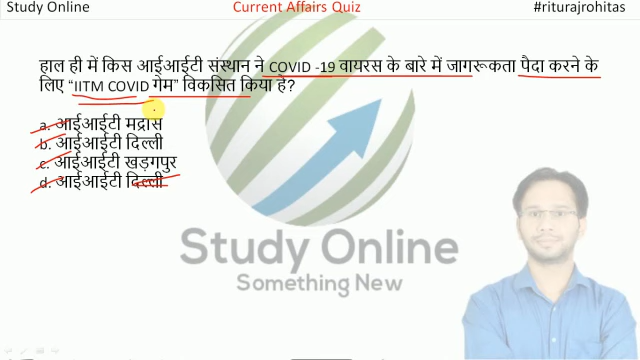 Study Online
Current Affairs Quiz
#riturajrohitas
हाल ही में किस आईआईटी संस्थान ने COVID -19 वायरस के बारे में जागरूकता पैदा करने के
लिए “IITM COVID गेम” विकसित किया है?
a. आईआईटी मद्रास
b. आईआईटी दिल्ली
c. आईआईटी खड़गपुर
d. आईआईटी दिल्ली
Study Online
Something New